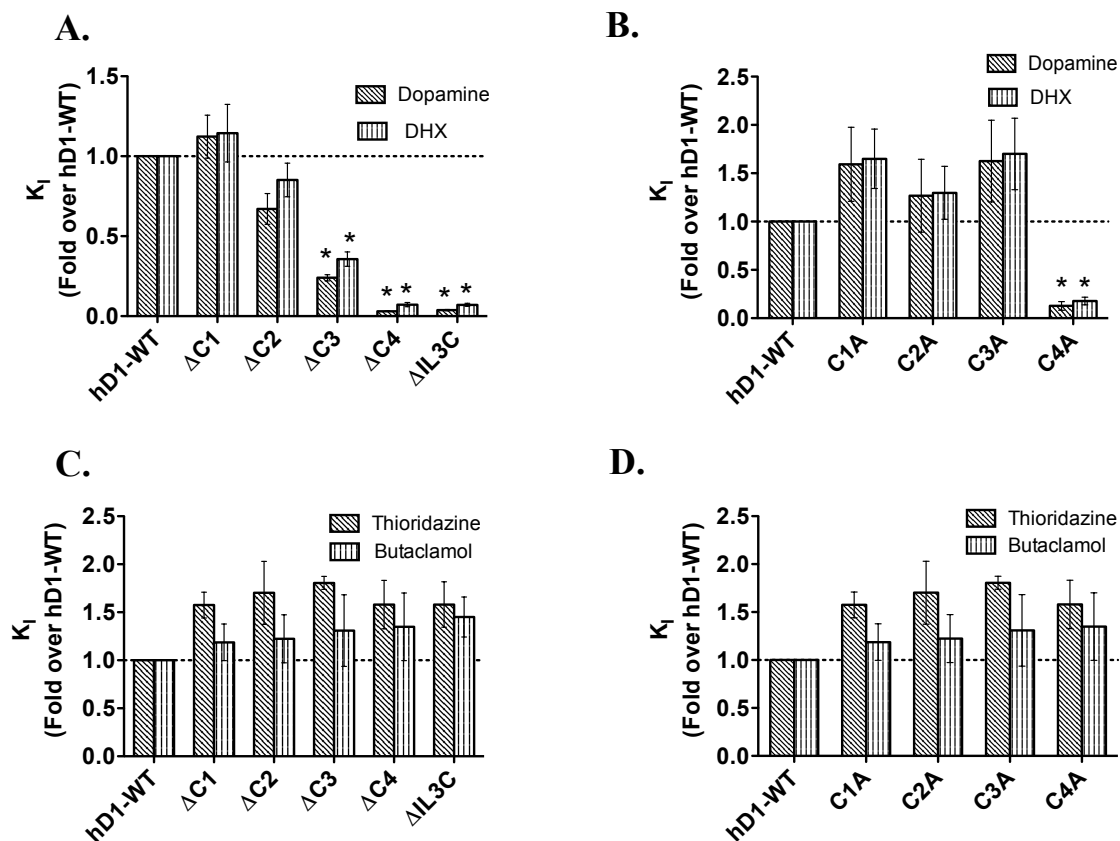 A.
K_I
(Fold over hD1-WT)
1.5
1.0
0.5
0.0
Dopamine
DHX
* * * * * *
hD1-WT
ΔC1
ΔC2
ΔC3
ΔC4
ΔIL3C
B.
K_I
(Fold over hD1-WT)
2.5
2.0
1.5
1.0
0.5
0.0
Dopamine
DHX
* *
hD1-WT
C1A
C2A
C3A
C4A
C.
K_I
(Fold over hD1-WT)
2.5
2.0
1.5
1.0
0.5
0.0
Thioridazine
Butaclamol
hD1-WT
ΔC1
ΔC2
ΔC3
ΔC4
ΔIL3C
D.
K_I
(Fold over hD1-WT)
2.5
2.0
1.5
1.0
0.5
0.0
Thioridazine
Butaclamol
hD1-WT
C1A
C2A
C3A
C4A